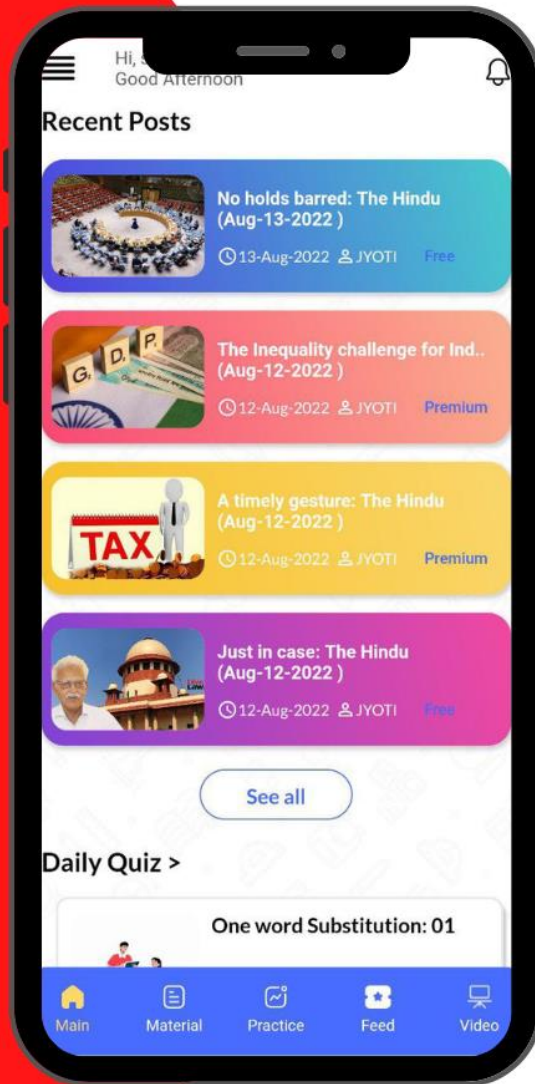 Hi,
Good Afternoon
Recent Posts
No holds barred: The Hindu
(Aug-13-2022 )
13-Aug-2022 JYOTI Free
G D P.
The Inequality challenge for Ind..
(Aug-12-2022 )
12-Aug-2022 JYOTI Premium
TAX
A timely gesture: The Hindu
(Aug-12-2022 )
12-Aug-2022 JYOTI Premium
Just in case: The Hindu
(Aug-12-2022 )
12-Aug-2022 JYOTI Free
See all
Daily Quiz >
One word Substitution: 01
Main Material Practice Feed Video